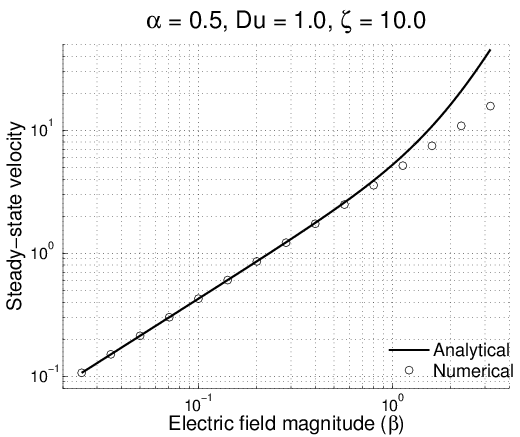 α = 0.5, Du = 1.0, ζ = 10.0
Steady−state velocity
10¹
10⁰
10⁻¹
10⁻¹
10⁰
Electric field magnitude (β)
Analytical
Numerical